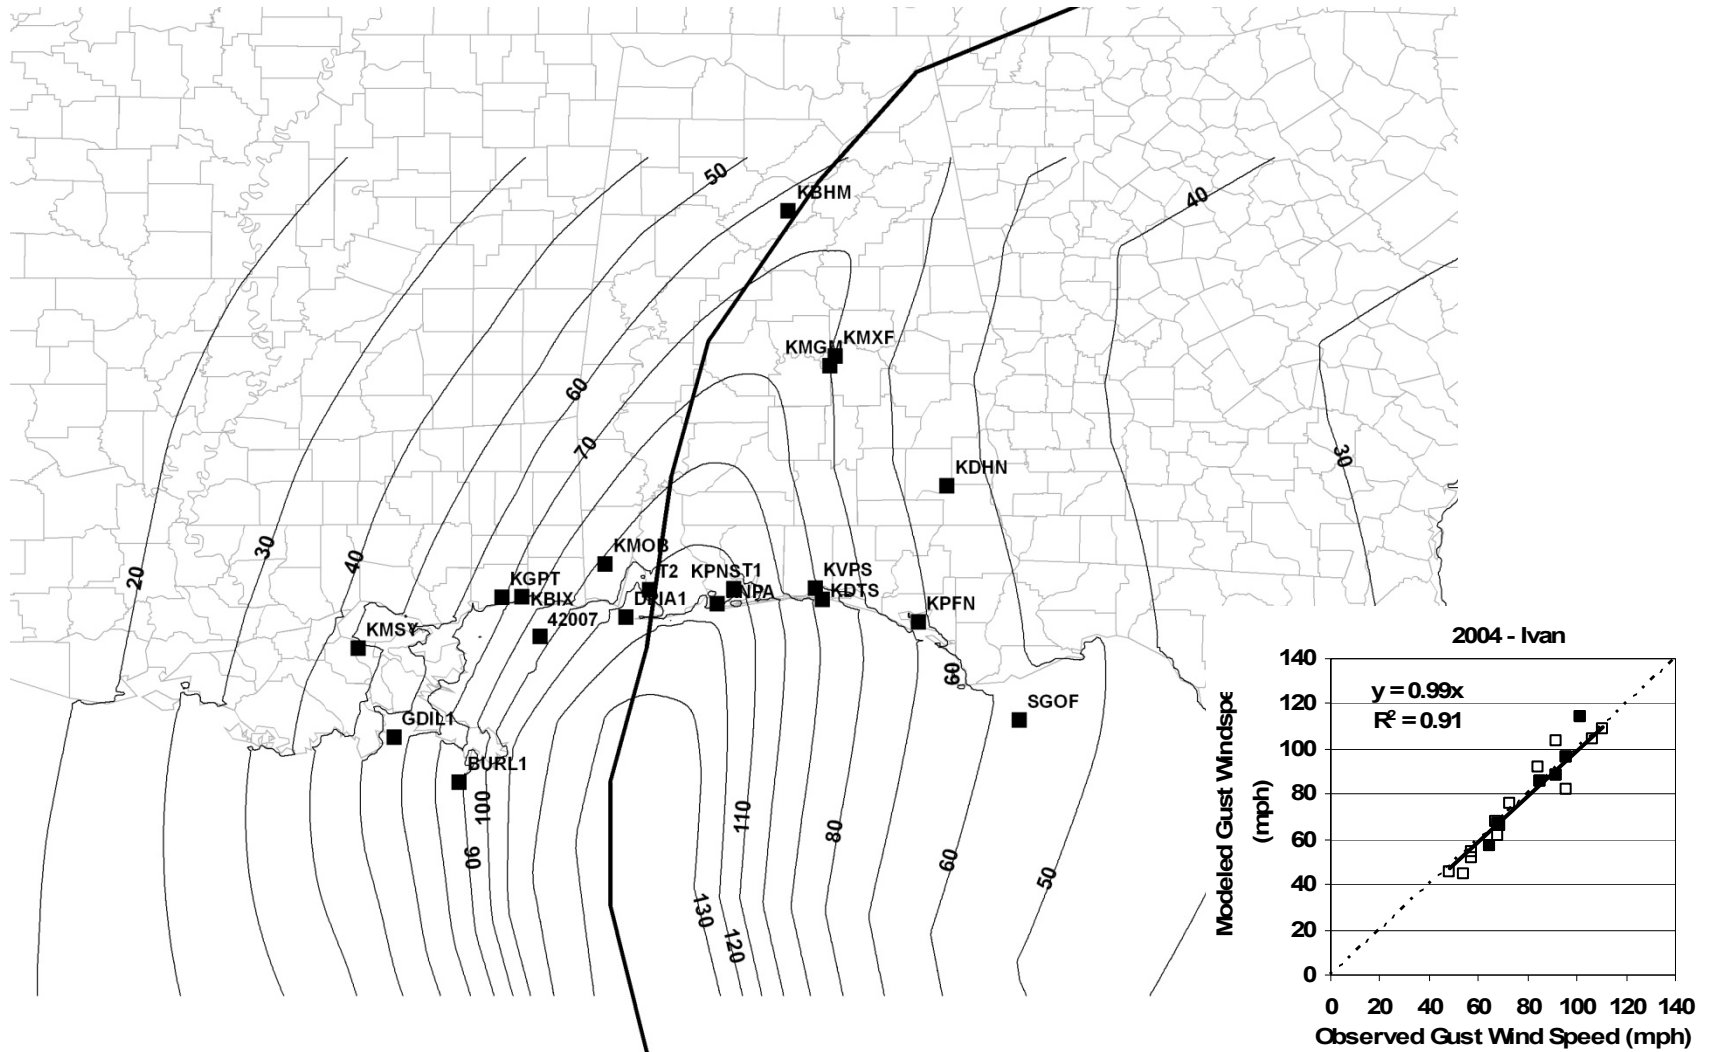 50
KBHM
40
KMXF
KMGM
60
70
30
KDHN
KMOB
30
40
20
T2
KPNST1
KVPS
KGPT
KBIX
DPIA1
NPA
KDTS
42007
KPFN
KMSY
60
SGOF
GDIL1
BURL1
100
90
110
80
60
50
130
120
2004 - Ivan
y = 0.99x
R² = 0.91
140
120
100
80
60
40
20
0
Modeled Gust Windspe
(mph)
0 20 40 60 80 100 120 140
Observed Gust Wind Speed (mph)